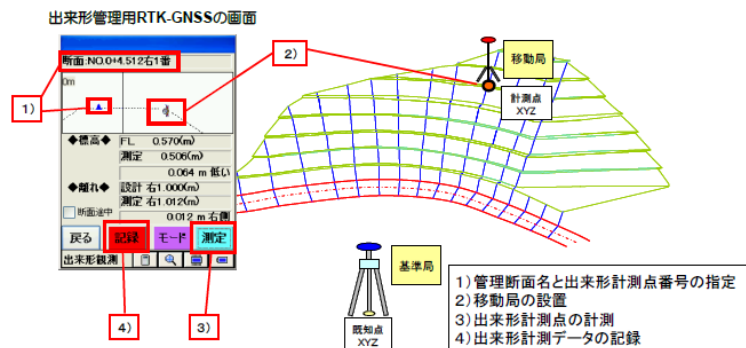 出来形管理用RTK-GNSSの画面
断面:NO.0+4.512右1番
0m
◆標高◆ FL 0.570(m)
測定 0.506(m)
0.064 m 低い
◆離れ◆ 設計 右1.000(m)
測定 右1.012(m)
断面途中
0.012 m 右側
戻る 記録 モード 測定
出来形観測
1)
2)
4)
3)
移動局
計測点
XYZ
基準局
既知点
XYZ
1)管理断面名と出来形計測点番号の指定
2)移動局の設置
3)出来形計測点の計測
4)出来形計測データの記録